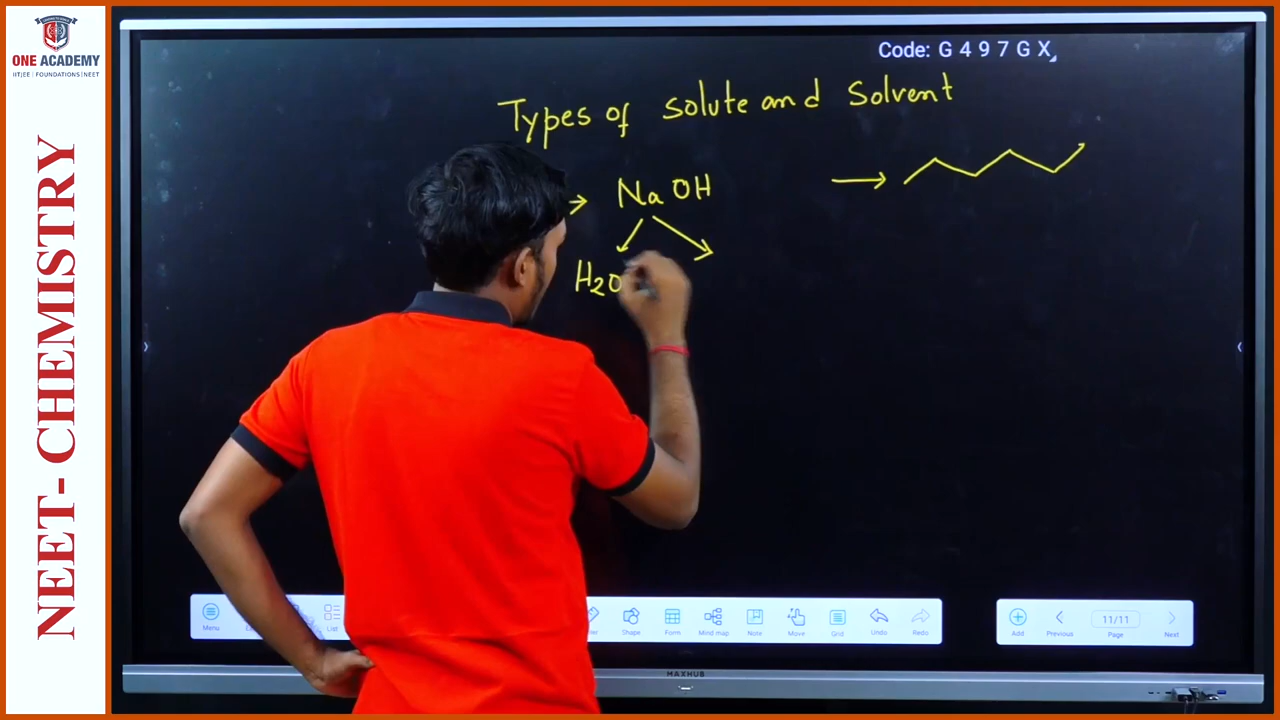 ONE ACADEMY
IIT|JEE | FOUNDATIONS | NEET
NEET- CHEMISTRY
Code: G 4 9 7 G X
Types of solute and Solvent
→ NaOH
→
H2O
Menu
List
Shape
Form
Mind map
Note
Move
Grid
Undo
Redo
Add
Previous
11/11
Page
Next
MAXHUB